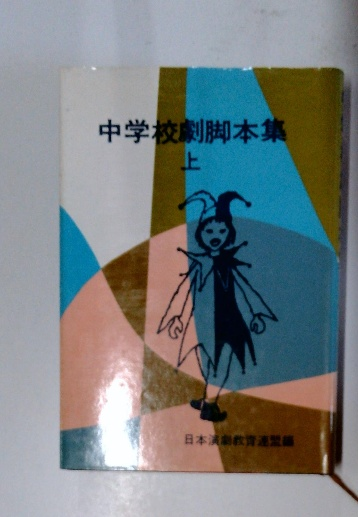 中学校劇脚本集
上
日本演劇教育連盟編